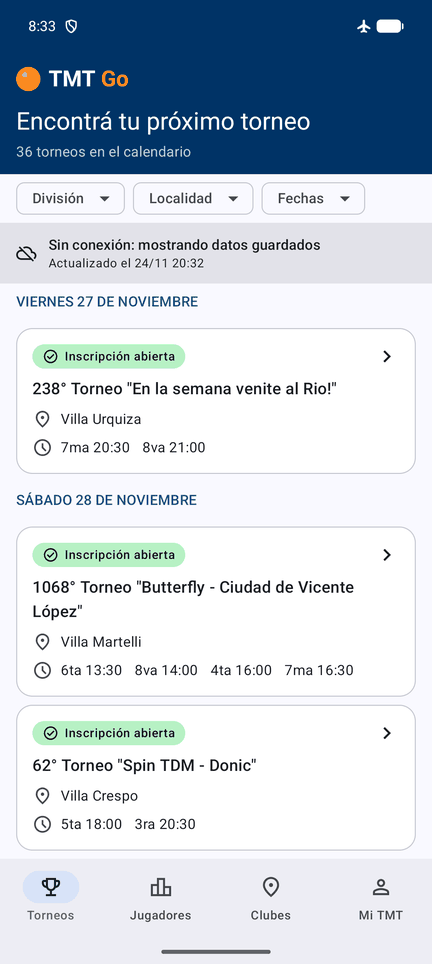 8:33
TMT Go
Encontrá tu próximo torneo
36 torneos en el calendario
División
Localidad
Fechas
Sin conexión: mostrando datos guardados
Actualizado el 24/11 20:32
VIERNES 27 DE NOVIEMBRE
Inscripción abierta
238° Torneo "En la semana venite al Rio!"
Villa Urquiza
7ma 20:30 8va 21:00
SÁBADO 28 DE NOVIEMBRE
Inscripción abierta
1068° Torneo "Butterfly - Ciudad de Vicente
López"
Villa Martelli
6ta 13:30 8va 14:00 4ta 16:00 7ma 16:30
Inscripción abierta
62° Torneo "Spin TDM - Donic"
Villa Crespo
5ta 18:00 3ra 20:30
Torneos
Jugadores
Clubes
Mi TMT